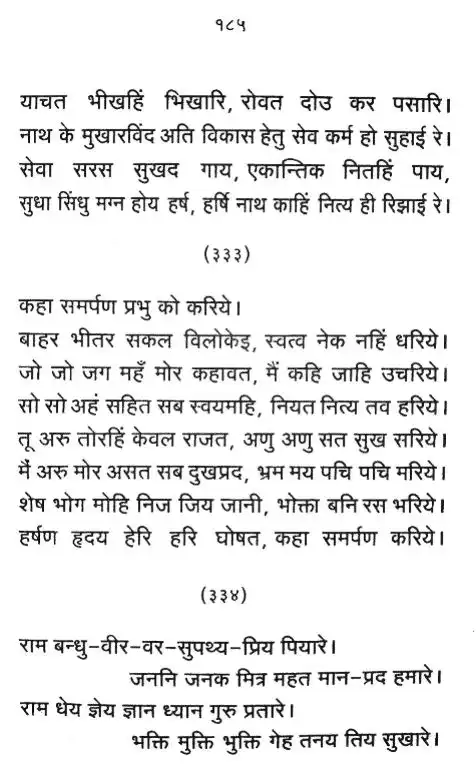 १८५
याचत भीखहिं भिखारि, रोवत दोउ कर पसारि।
नाथ के मुखारविंद अति विकास हेतु सेव कर्म हो सुहाई रे।
सेवा सरस सुखद गाय, एकान्तिक नितहिं पाय,
सुधा सिंधु मग्न होय हर्ष, हर्षि नाथ काहिं नित्य ही रिझाई रे।
(३३३)
कहा समर्पण प्रभु को करिये।
बाहर भीतर सकल विलोकेइ, स्वत्व नेक नहिं धरिये।
जो जो जग महँ मोर कहावत, मैं कहि जाहि उचरिये।
सो सो अहं सहित सब स्वयमहि, नियत नित्य तव हरिये।
तू अरु तोरहिं केवल राजत, अणु अणु सत सुख सरिये।
मैं अरु मोर असत सब दुखप्रद, भ्रम मय पचि पचि मरिये।
शेष भोग मोहि निज जिय जानी, भोक्ता बनि रस भरिये।
हर्षण हृदय हेरि हरि घोषत, कहा समर्पण करिये।
(३३४)
राम बन्धु-वीर-वर-सुपथ्य-प्रिय पियारे।
जननि जनक मित्र महत मान-प्रद हमारे।
राम धेय ज्ञेय ज्ञान ध्यान गुरु प्रतारे।
भक्ति मुक्ति भुक्ति गेह तनय तिय सुखारे।